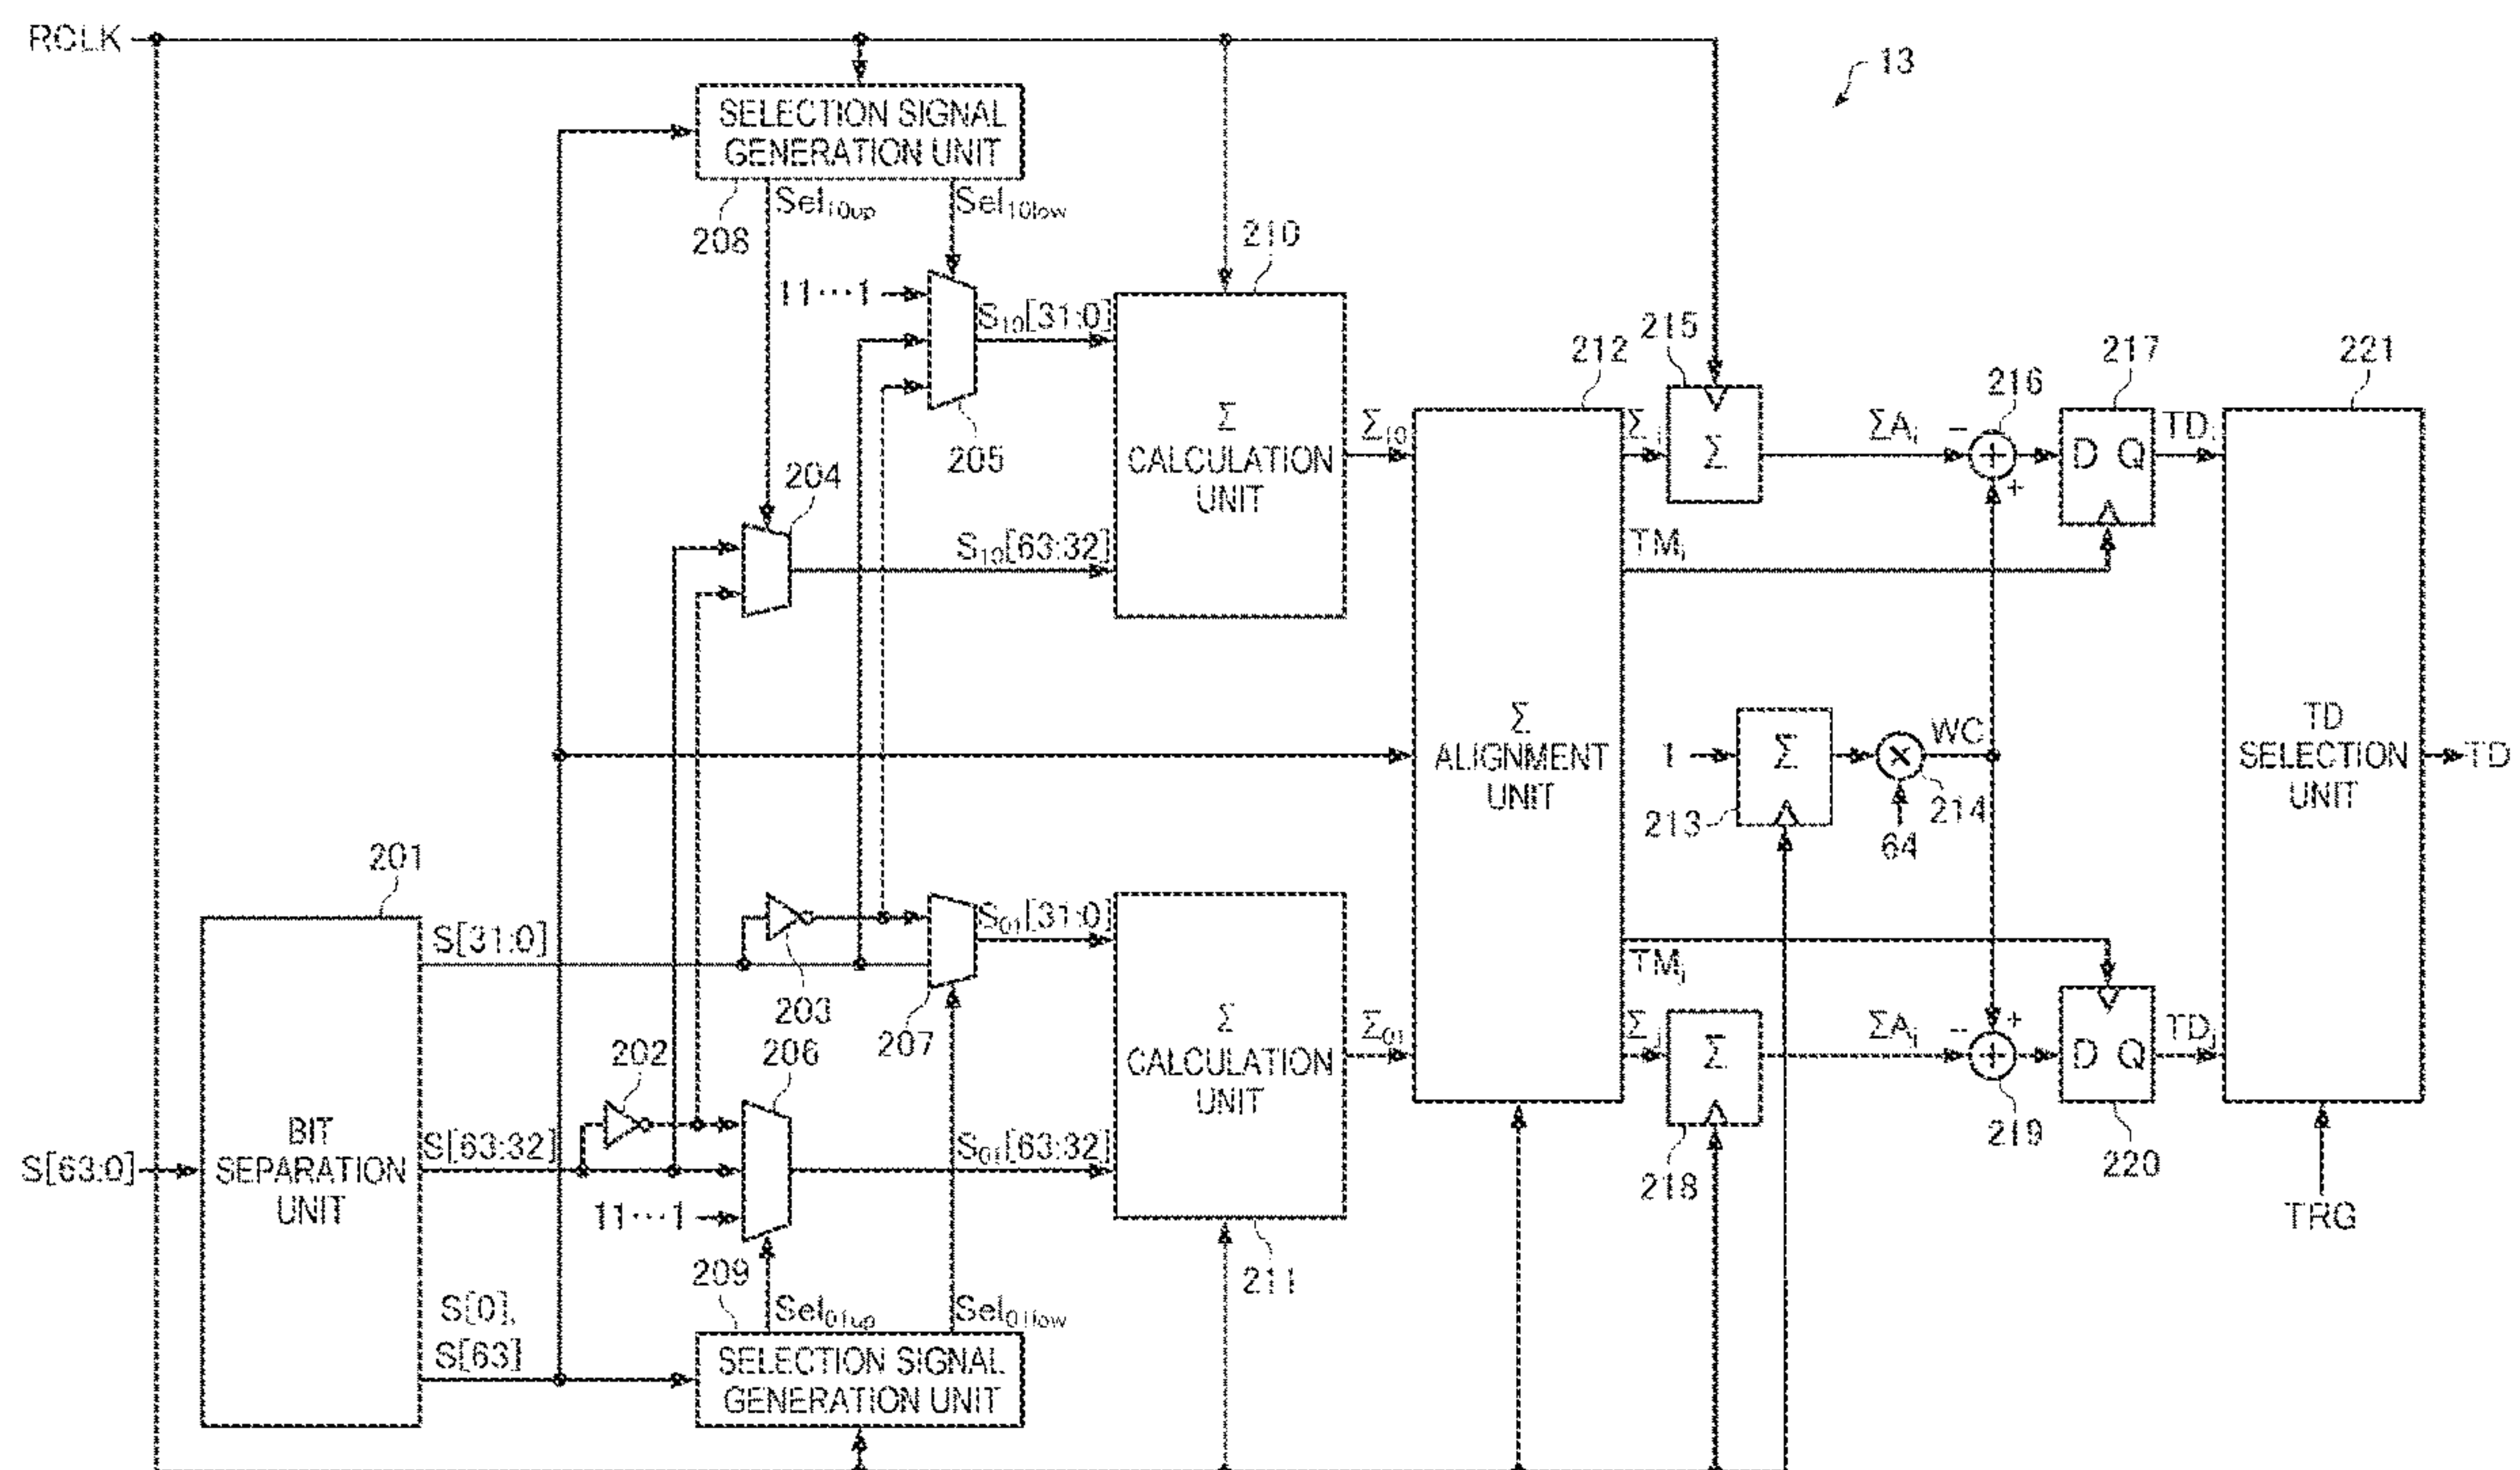 RCLK
13
SELECTION SIGNAL
GENERATION UNIT
Sel10up
Sel10low
208
210
11···1
S10[31:0]
205
204
S10[63:32]
Σ
CALCULATION
UNIT
Σ10
212
Σi
215
Σ
ΣAi
−
216
+
217
D Q
TDi
221
TMi
Σ
ALIGNMENT
UNIT
1
Σ
213
WC
214
64
TD
SELECTION
UNIT
TD
201
S[31:0]
203
207
S01[31:0]
202
206
Σ
CALCULATION
UNIT
Σ01
TMj
Σj
Σ
218
ΣAj
−
+
219
D Q
220
TDj
TRG
S[63:0]
BIT
SEPARATION
UNIT
S[63:32]
11···1
S01[63:32]
209
211
S[0],
S[63]
Sel01up
Sel01low
SELECTION SIGNAL
GENERATION UNIT